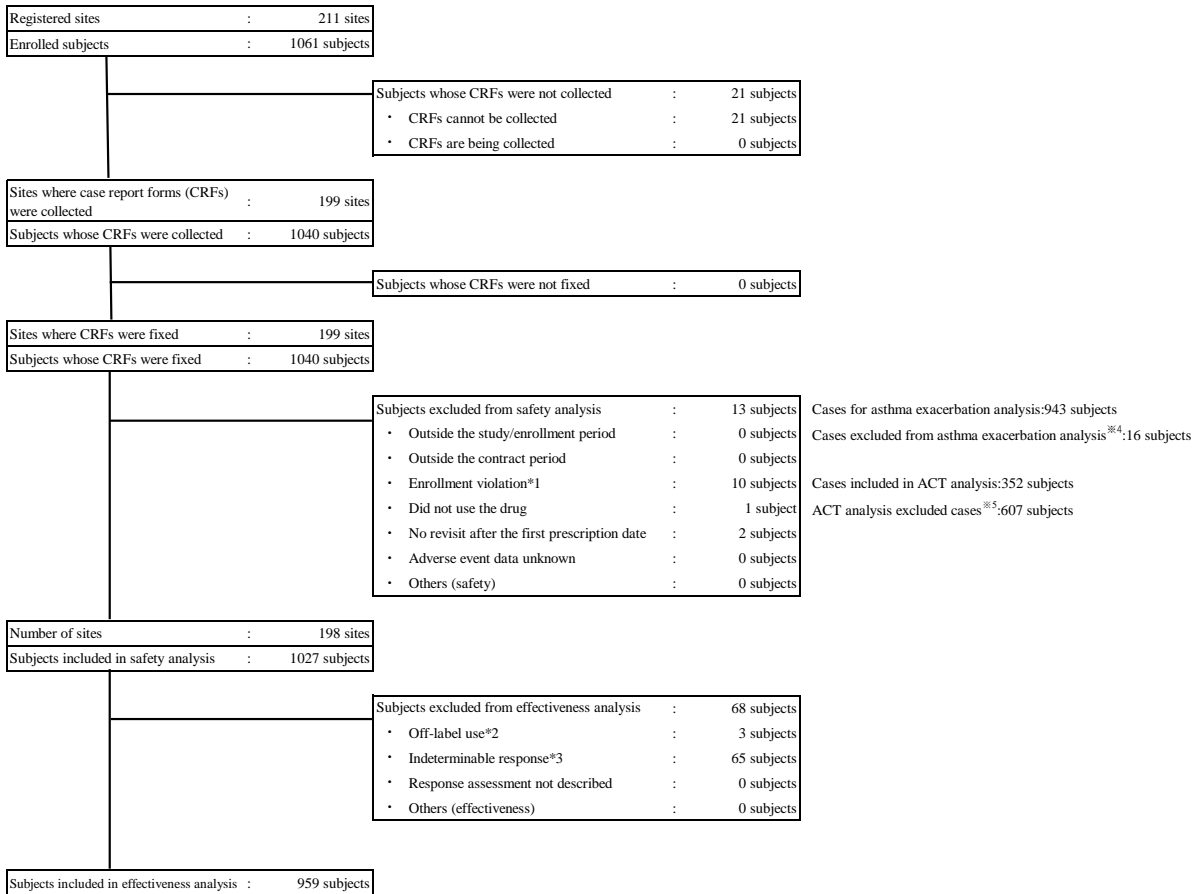 Registered sites : 211 sites
Enrolled subjects : 1061 subjects
Subjects whose CRFs were not collected : 21 subjects
・ CRFs cannot be collected : 21 subjects
・ CRFs are being collected : 0 subjects
Sites where case report forms (CRFs)
were collected : 199 sites
Subjects whose CRFs were collected : 1040 subjects
Subjects whose CRFs were not fixed : 0 subjects
Sites where CRFs were fixed : 199 sites
Subjects whose CRFs were fixed : 1040 subjects
Subjects excluded from safety analysis : 13 subjects Cases for asthma exacerbation analysis:943 subjects
・ Outside the study/enrollment period : 0 subjects Cases excluded from asthma exacerbation analysis※4:16 subjects
・ Outside the contract period : 0 subjects
・ Enrollment violation*1 : 10 subjects Cases included in ACT analysis:352 subjects
・ Did not use the drug : 1 subject ACT analysis excluded cases※5:607 subjects
・ No revisit after the first prescription date : 2 subjects
・ Adverse event data unknown : 0 subjects
・ Others (safety) : 0 subjects
Number of sites : 198 sites
Subjects included in safety analysis : 1027 subjects
Subjects excluded from effectiveness analysis : 68 subjects
・ Off-label use*2 : 3 subjects
・ Indeterminable response*3 : 65 subjects
・ Response assessment not described : 0 subjects
・ Others (effectiveness) : 0 subjects
Subjects included in effectiveness analysis : 959 subjects